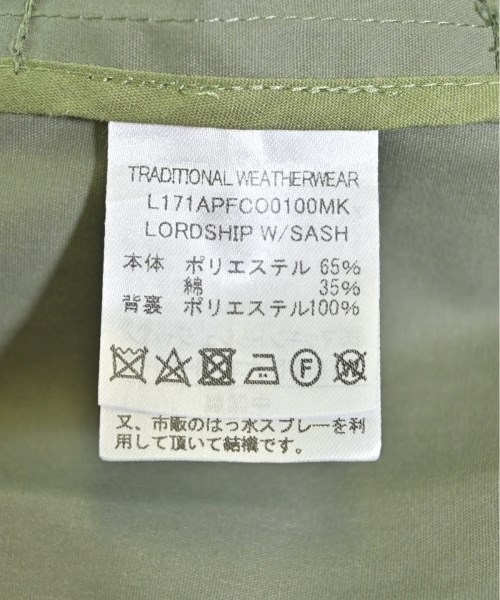 TRADITIONAL WEATHERWEAR
L171APFCO0100MK
LORDSHIP W/SASH
本体 ポリエステル 65%
綿 35%
背裏 ポリエステル100%
F W
又、市販のはっ水スプレーを利
用して頂いて結構です。